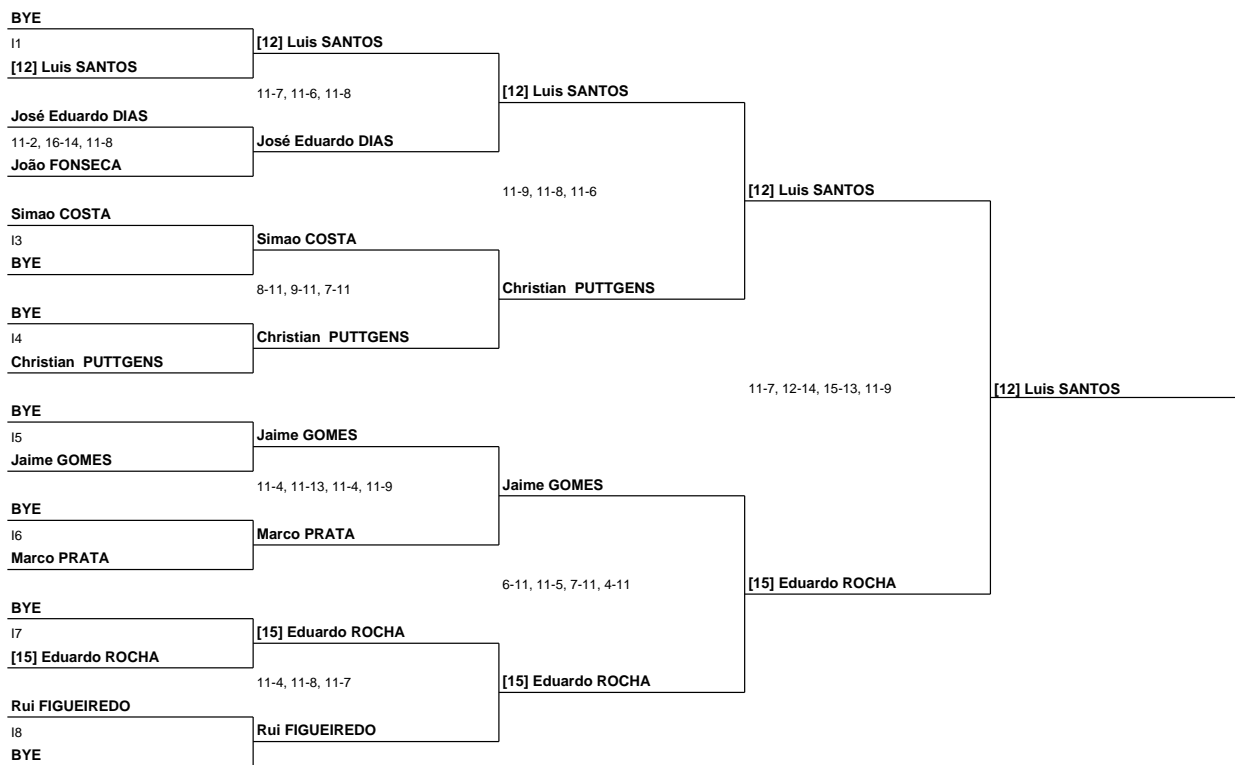 BYE
I1
[12] Luis SANTOS
[12] Luis SANTOS
11-7, 11-6, 11-8
[12] Luis SANTOS
José Eduardo DIAS
11-2, 16-14, 11-8
José Eduardo DIAS
João FONSECA
11-9, 11-8, 11-6
[12] Luis SANTOS
Simao COSTA
I3
Simao COSTA
BYE
8-11, 9-11, 7-11
Christian  PUTTGENS
BYE
I4
Christian  PUTTGENS
Christian  PUTTGENS
11-7, 12-14, 15-13, 11-9
[12] Luis SANTOS
BYE
I5
Jaime GOMES
Jaime GOMES
11-4, 11-13, 11-4, 11-9
Jaime GOMES
BYE
I6
Marco PRATA
Marco PRATA
6-11, 11-5, 7-11, 4-11
[15] Eduardo ROCHA
BYE
I7
[15] Eduardo ROCHA
[15] Eduardo ROCHA
11-4, 11-8, 11-7
[15] Eduardo ROCHA
Rui FIGUEIREDO
I8
Rui FIGUEIREDO
BYE